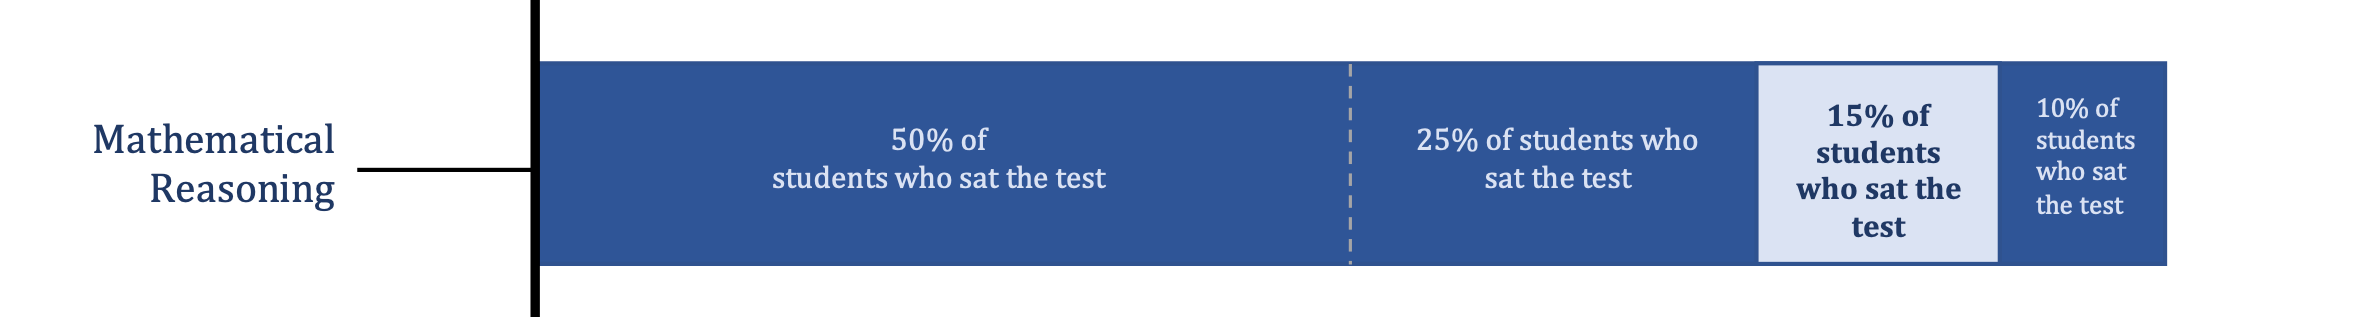 Mathematical
Reasoning
50% of
students who sat the test
25% of students who
sat the test
15% of
students
who sat the
test
10% of
students
who sat
the test